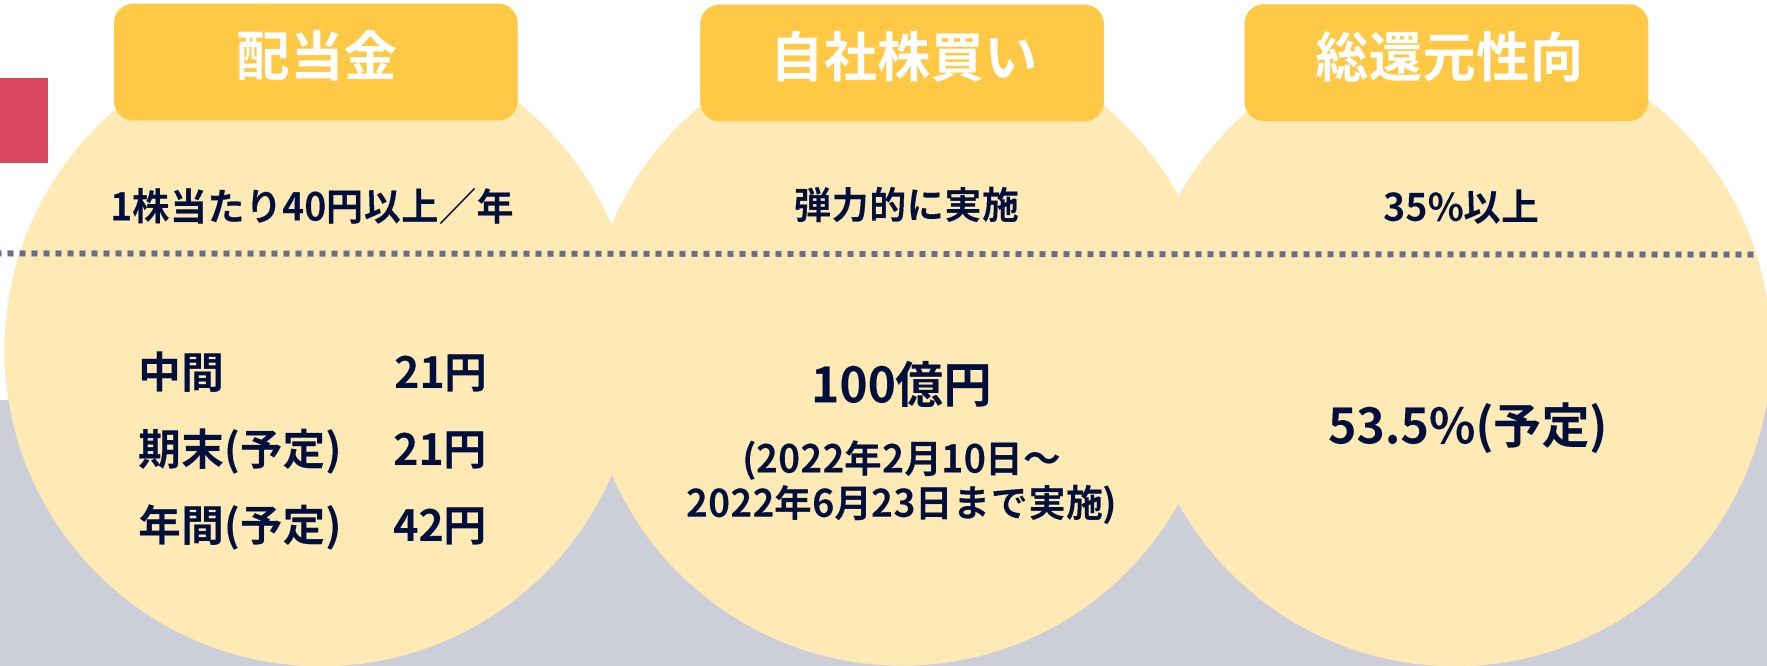 配当金
1株当たり40円以上／年
中間 21円
期末(予定) 21円
年間(予定) 42円
自社株買い
弾力的に実施
100億円
(2022年2月10日～
2022年6月23日まで実施)
総還元性向
35%以上
53.5%(予定)